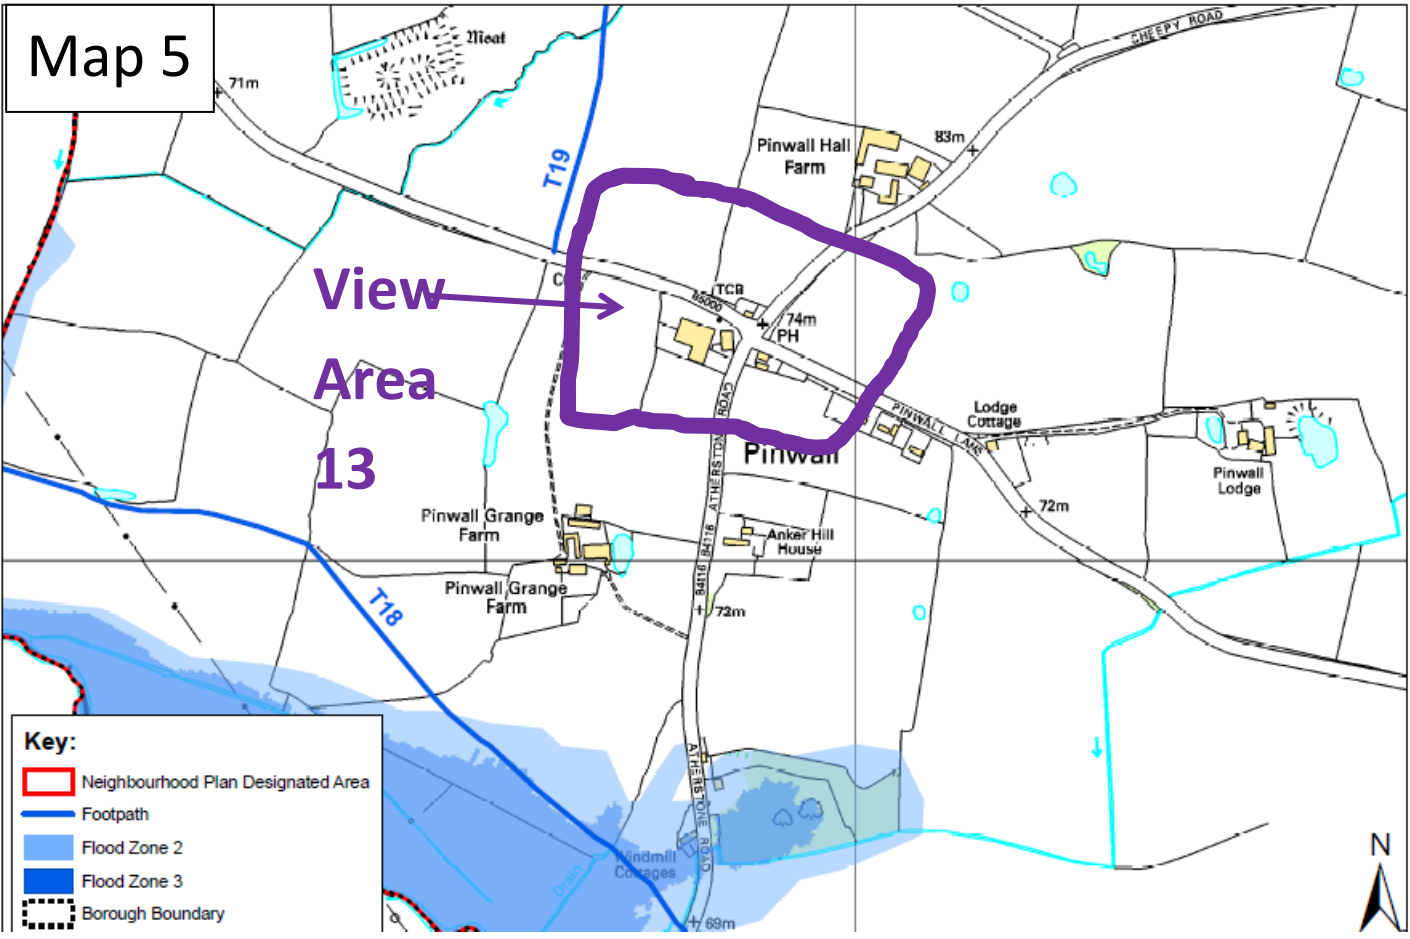 Map 5
Moat
71m
CHEEPY ROAD
T19
Pinwall Hall
Farm
83m
View
Area
13
TCB
B5000
74m
PH
ROAD
ATHERSTONE
B4116
B4116
PINWALL LANE
Lodge
Cottage
Pinwall
Pinwall
Lodge
72m
Pinwall Grange
Farm
Anker Hill
House
Pinwall Grange
Farm
72m
T18
ATHERSTONE ROAD
Windmill
Cottages
Drain
69m
Key:
Neighbourhood Plan Designated Area
Footpath
Flood Zone 2
Flood Zone 3
Borough Boundary
N